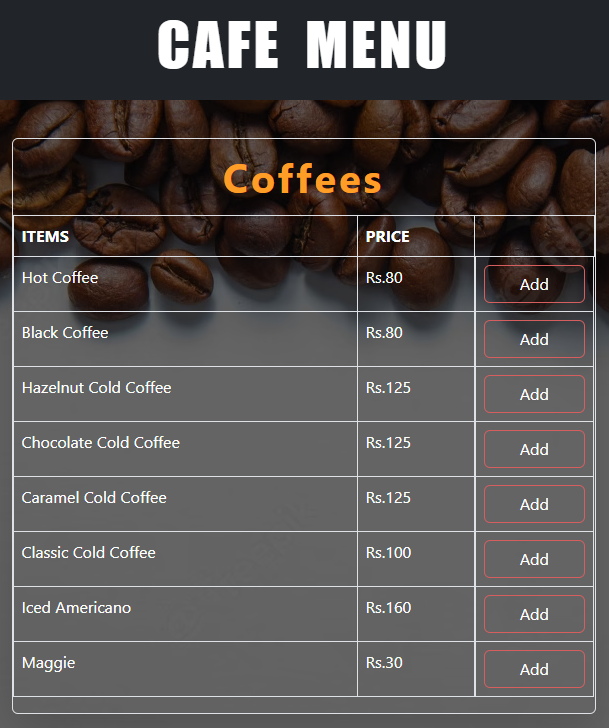 CAFE MENU
Coffees
ITEMS PRICE
Hot Coffee Rs.80 Add
Black Coffee Rs.80 Add
Hazelnut Cold Coffee Rs.125 Add
Chocolate Cold Coffee Rs.125 Add
Caramel Cold Coffee Rs.125 Add
Classic Cold Coffee Rs.100 Add
Iced Americano Rs.160 Add
Maggie Rs.30 Add